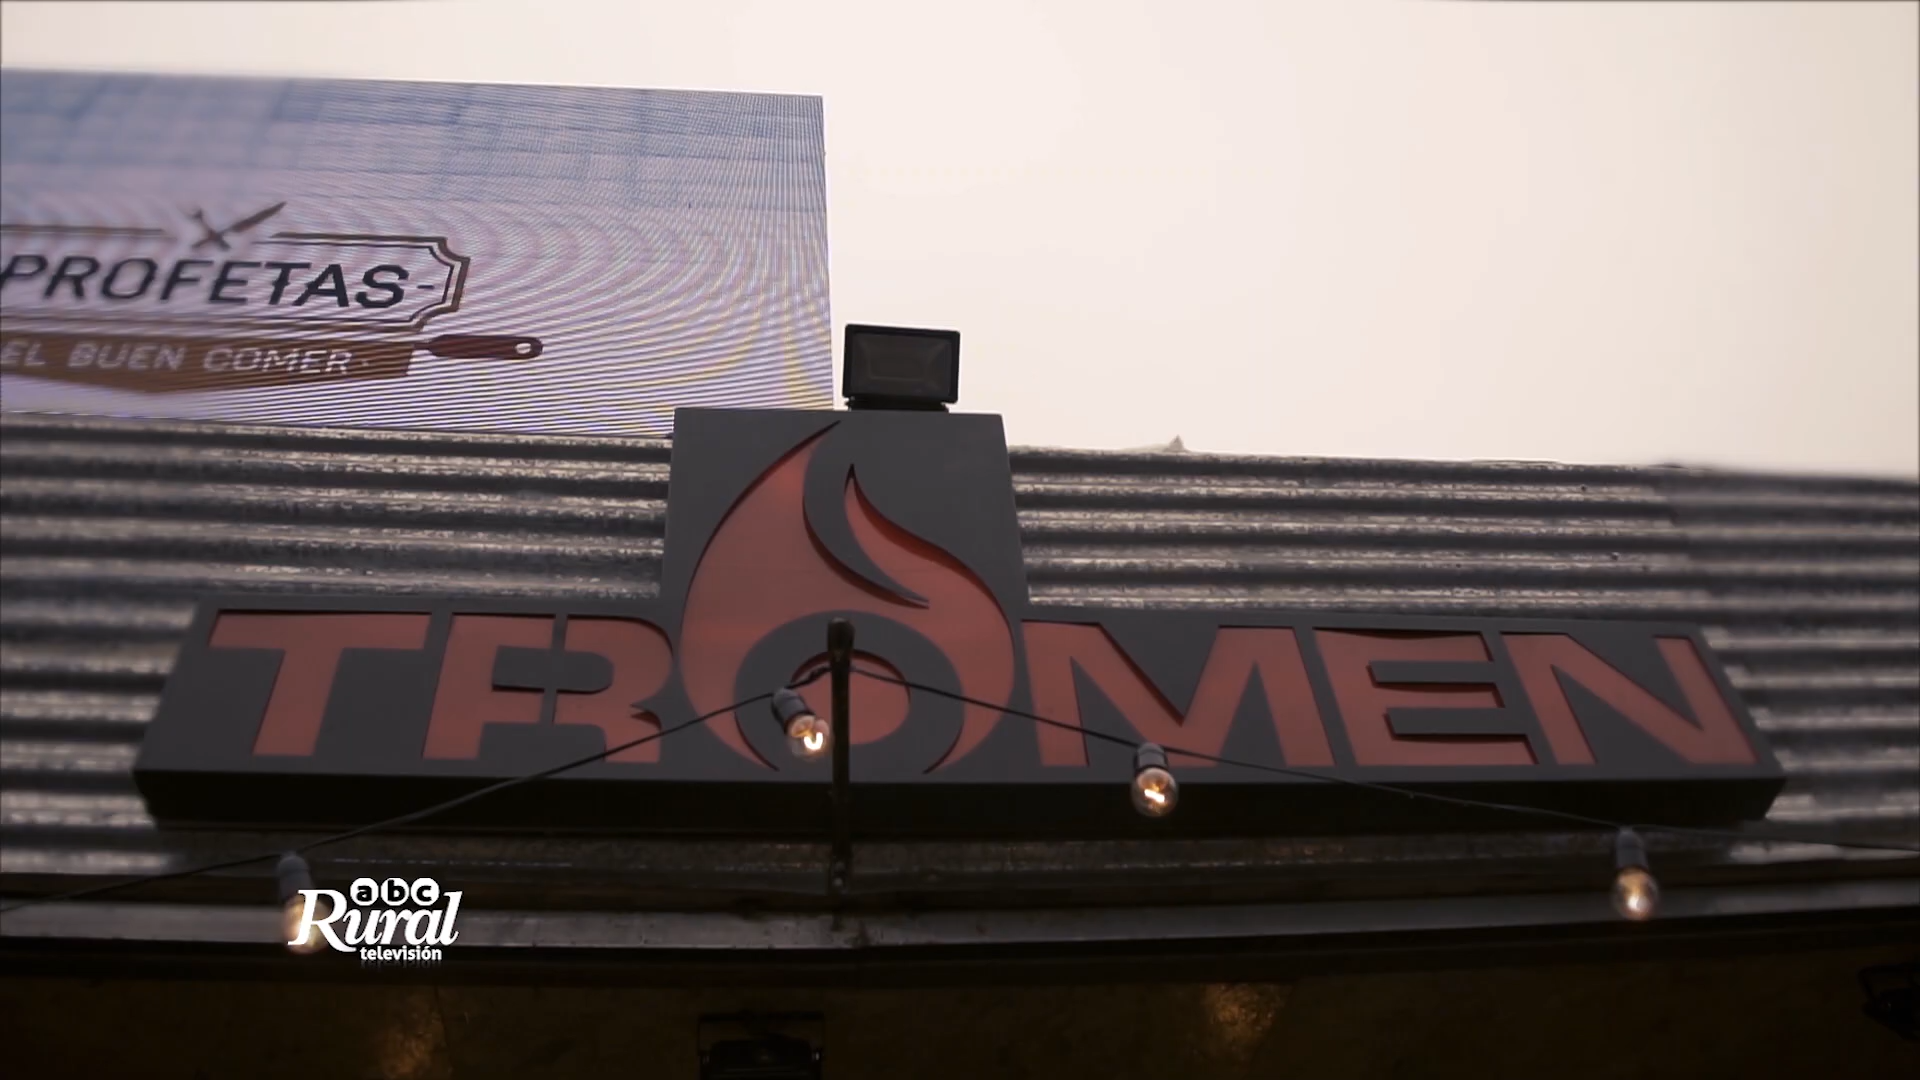 PROFETAS-
EL BUEN COMER-
TROMEN
abc
Rural
televisión